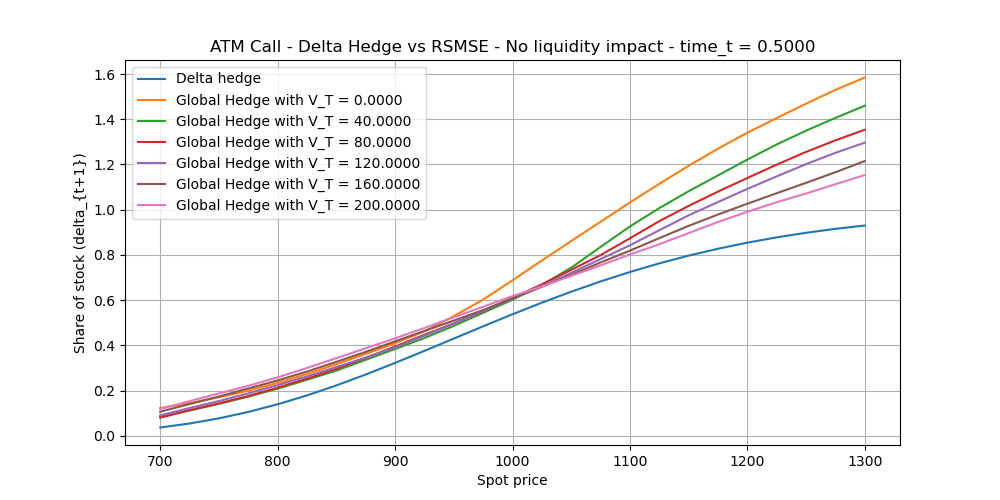 ATM Call - Delta Hedge vs RSMSE - No liquidity impact - time_t = 0.5000
Delta hedge
Global Hedge with V_T = 0.0000
Global Hedge with V_T = 40.0000
Global Hedge with V_T = 80.0000
Global Hedge with V_T = 120.0000
Global Hedge with V_T = 160.0000
Global Hedge with V_T = 200.0000
Share of stock (delta_{t+1})
1.6
1.4
1.2
1.0
0.8
0.6
0.4
0.2
0.0
700 800 900 1000 1100 1200 1300
Spot price